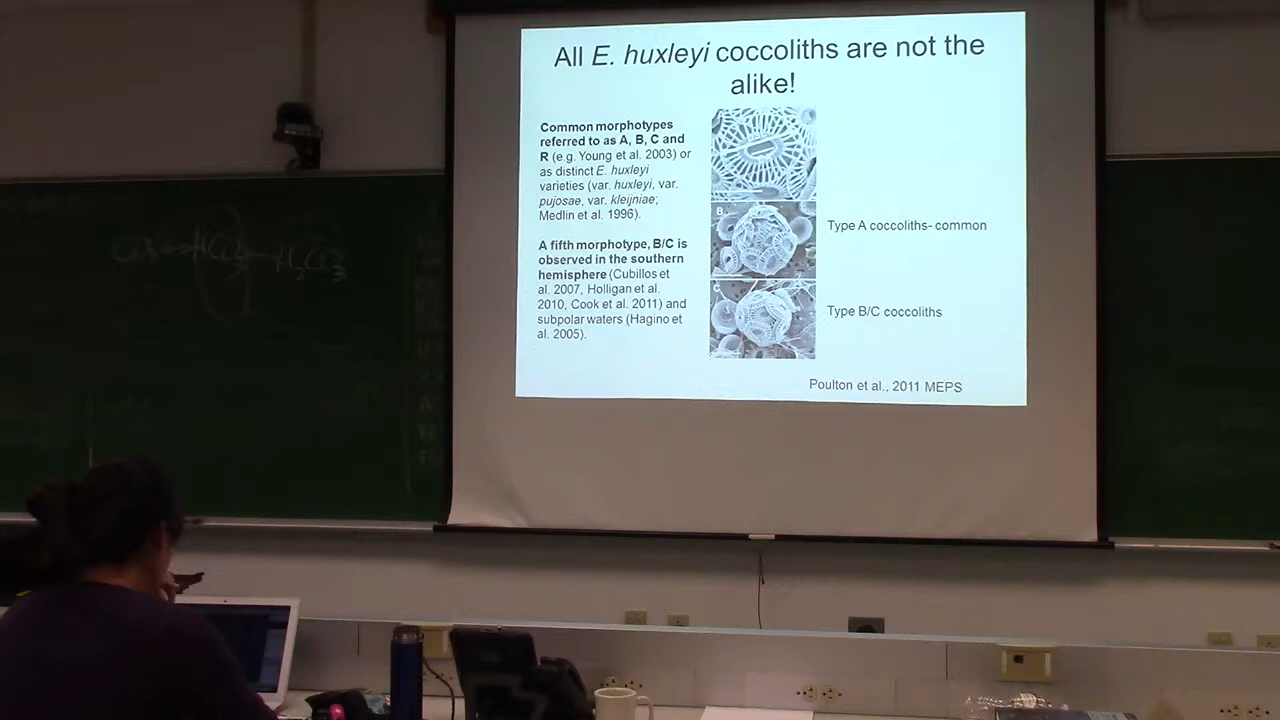 All E. huxleyi coccoliths are not the
alike!
Common morphotypes
referred to as A, B, C and
R (e.g. Young et al. 2003) or
as distinct E. huxleyi
varieties (var. huxleyi, var.
pujosae, var. kleijniae;
Medlin et al. 1996).
A fifth morphotype, B/C is
observed in the southern
hemisphere (Cubillos et
al. 2007, Holligan et al.
2010, Cook et al. 2011) and
subpolar waters (Hagino et
al. 2005).
B
C
Type A coccoliths- common
Type B/C coccoliths
Poulton et al., 2011 MEPS